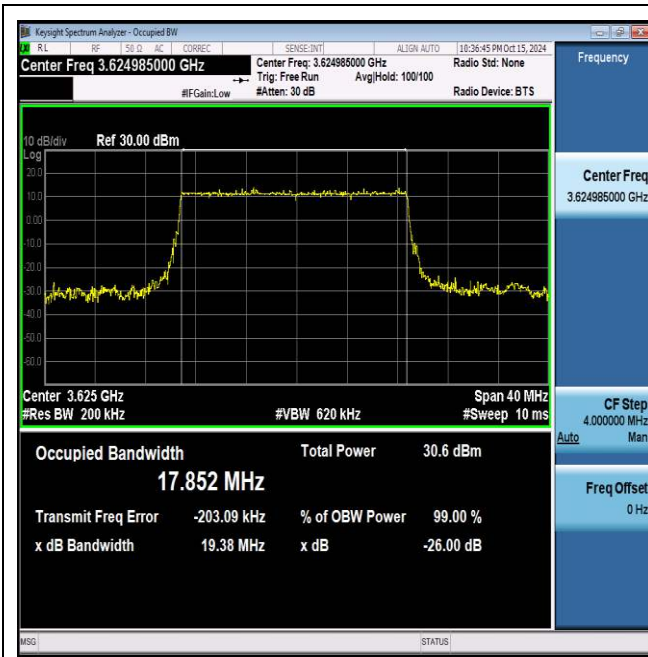 Keysight Spectrum Analyzer - Occupied BW
RL RF 50 Ω AC CORREC SENSE:INT ALIGN AUTO 10:36:45 PM Oct 15, 2024
Center Freq 3.624985000 GHz
Center Freq: 3.624985000 GHz
Radio Std: None
Trig: Free Run Avg|Hold: 100/100
#IFGain:Low #Atten: 30 dB Radio Device: BTS
10 dB/div Ref 30.00 dBm
Log
20.0
10.0
0.00
-10.0
-20.0
-30.0
-40.0
-50.0
-60.0
Center 3.625 GHz Span 40 MHz
#Res BW 200 kHz #VBW 620 kHz #Sweep 10 ms
Occupied Bandwidth Total Power 30.6 dBm
17.852 MHz
Transmit Freq Error -203.09 kHz % of OBW Power 99.00 %
x dB Bandwidth 19.38 MHz x dB -26.00 dB
MSG STATUS
Frequency
Center Freq
3.624985000 GHz
CF Step
4.000000 MHz
Auto Man
Freq Offset
0 Hz